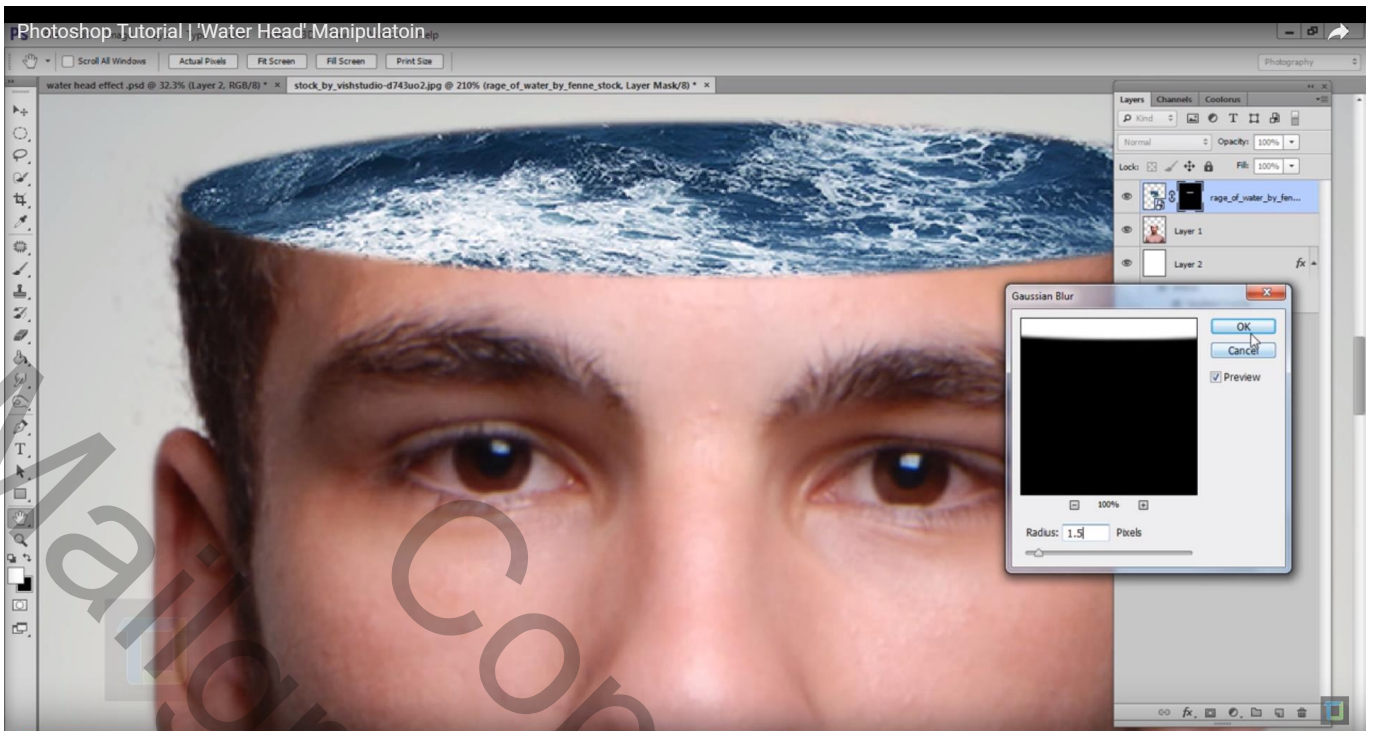 Photoshop Tutorial | 'Water Head' Manipulatoin
Scroll All Windows Actual Pixels Fit Screen Fill Screen Print Size Photography
water head effect .psd @ 32.3% (Layer 2, RGB/8) * × stock_by_vishstudio-d743uo2.jpg @ 210% (rage_of_water_by_fenne_stock, Layer Mask/8) * ×
Layers Channels Coolorus
Kind
Normal Opacity: 100%
Lock: Fill: 100%
rage_of_water_by_fen...
Layer 1
Layer 2 fx
Gaussian Blur
OK
Cancel
Preview
100%
Radius: 1.5 Pixels